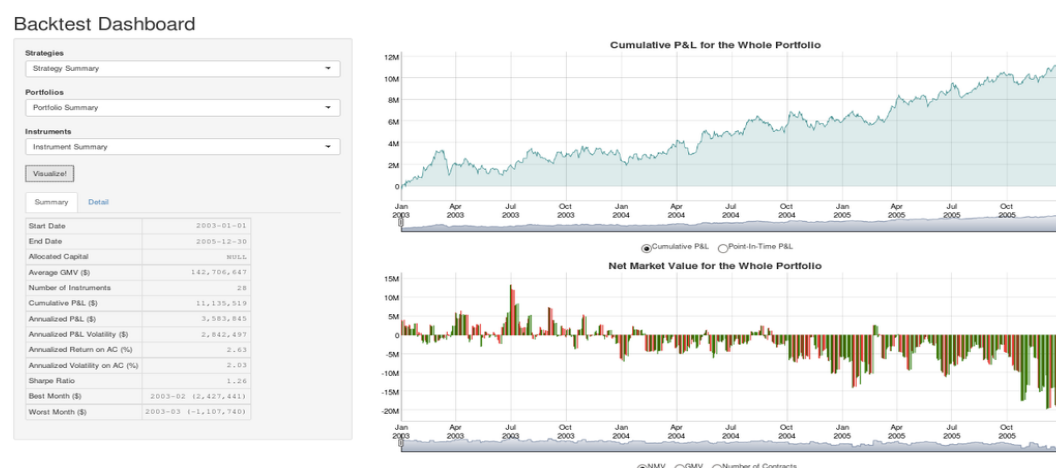 Backtest Dashboard
Strategies
Strategy Summary
Portfolios
Portfolio Summary
Instruments
Instrument Summary
Visualize!
Summary Detail
Start Date 2003-01-01
End Date 2005-12-30
Allocated Capital NULL
Average GMV ($) 142,706,647
Number of Instruments 28
Cumulative P&L ($) 11,135,519
Annualized P&L ($) 3,583,845
Annualized P&L Volatility ($) 2,842,497
Annualized Return on AC (%) 2.63
Annualized Volatility on AC (%) 2.03
Sharpe Ratio 1.26
Best Month ($) 2003-02 (2,427,441)
Worst Month ($) 2003-03 (-1,107,740)
Cumulative P&L for the Whole Portfolio
12M
10M
8M
6M
4M
2M
0
Jan Apr Jul Oct Jan Apr Jul Oct Jan Apr Jul Oct
2003 2003 2003 2003 2004 2004 2004 2004 2005 2005 2005 2005
Cumulative P&L Point-In-Time P&L
Net Market Value for the Whole Portfolio
15M
10M
5M
0
-5M
-10M
-15M
-20M
Jan Apr Jul Oct Jan Apr Jul Oct Jan Apr Jul Oct
2003 2003 2003 2003 2004 2004 2004 2004 2005 2005 2005 2005
NMV GMV Number of Contracts